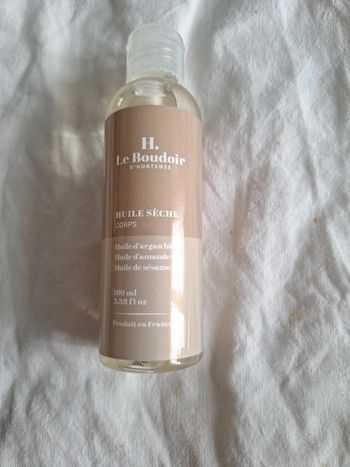 H.
Le Boudoir
D'HORTENSE
HUILE SÈCHE
CORPS
Huile d'argan bi
Huile d'amande
Huile de sésame
100 ml
3.38 fl oz
Produit en France